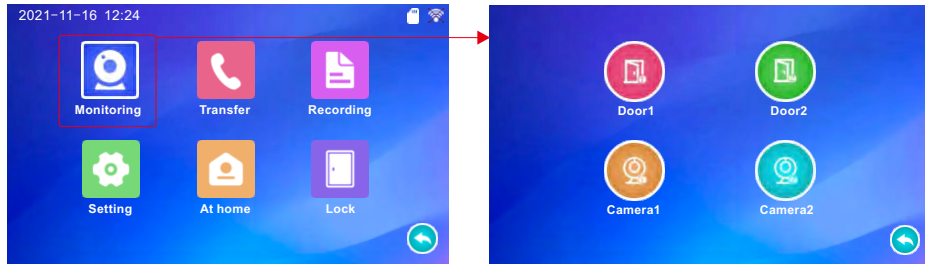 2021-11-16 12:24
Monitoring Transfer Recording
Setting At home Lock
Door1 Door2
Camera1 Camera2